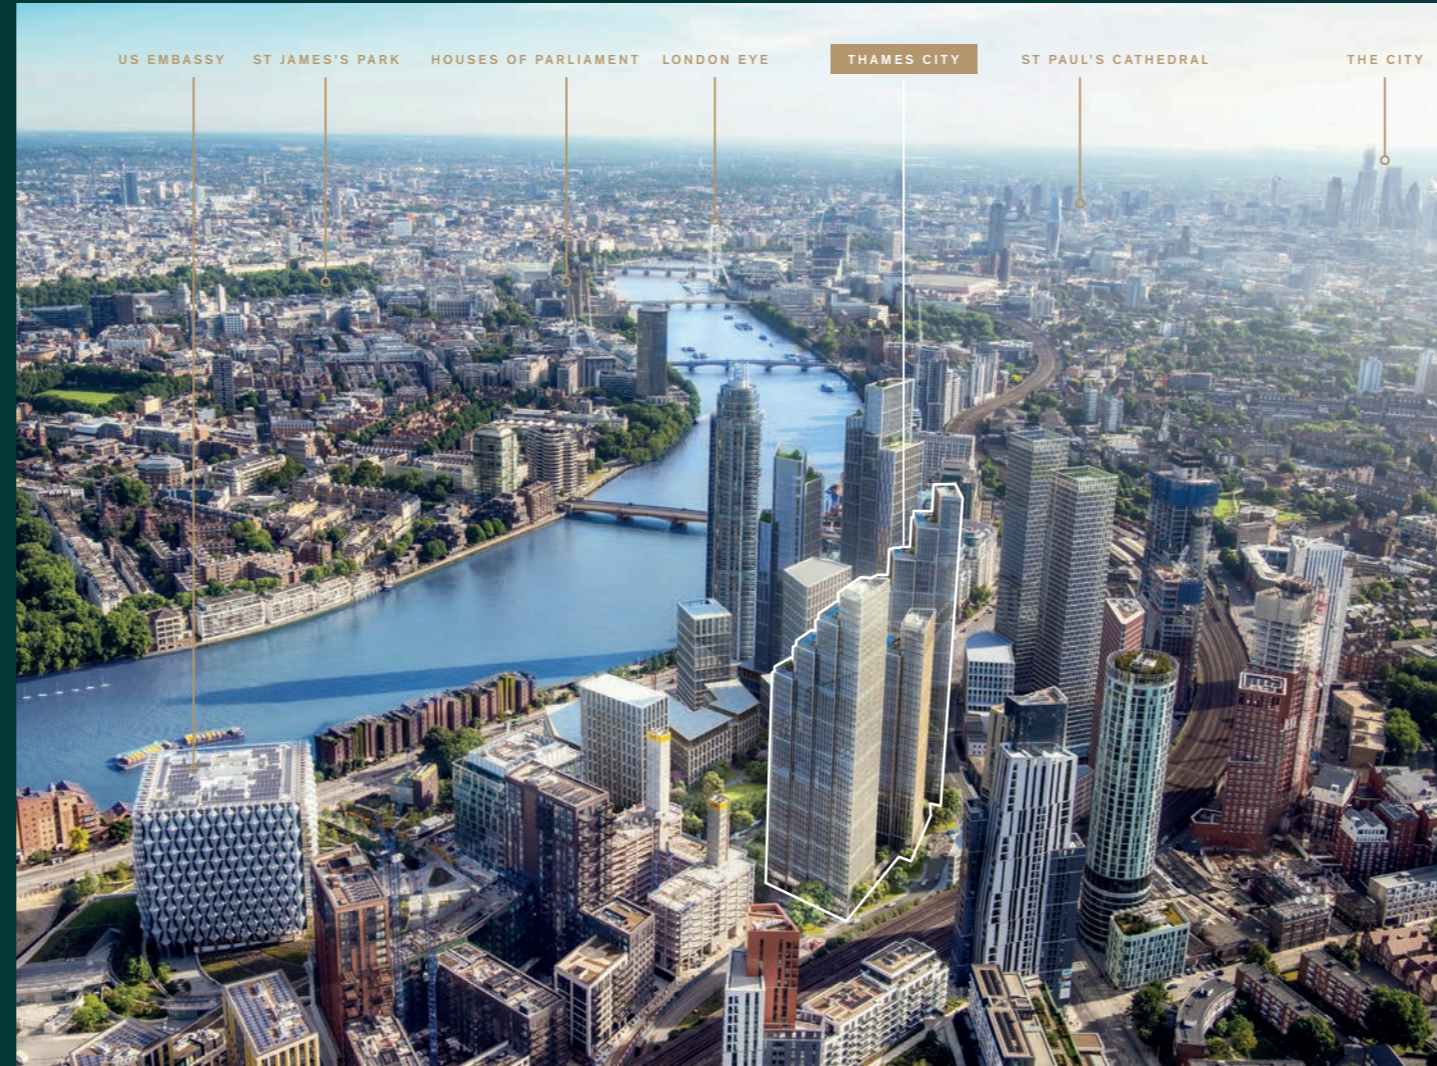 US EMBASSY
ST JAMES'S PARK
HOUSES OF PARLIAMENT
LONDON EYE
THAMES CITY
ST PAUL'S CATHEDRAL
THE CITY